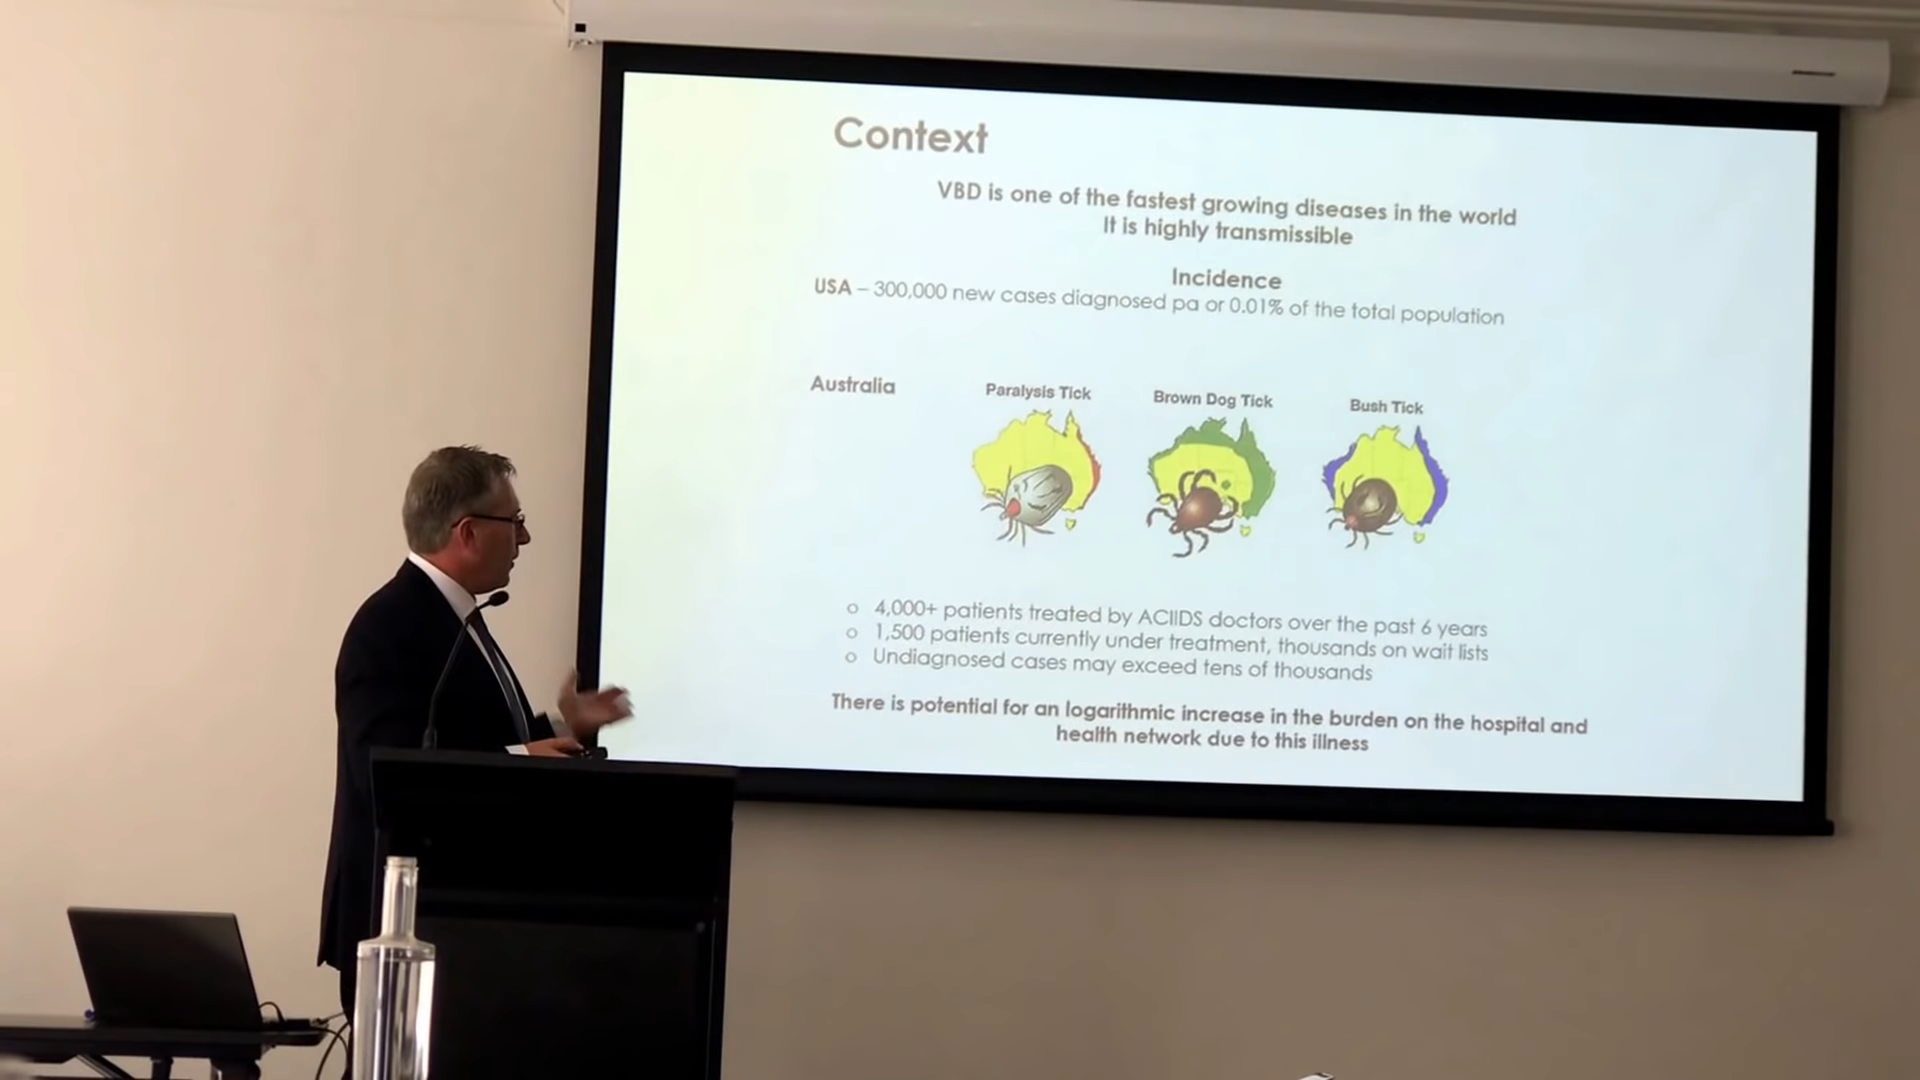 Context
VBD is one of the fastest growing diseases in the world
It is highly transmissible
Incidence
USA – 300,000 new cases diagnosed pa or 0.01% of the total population
Australia
Paralysis Tick
Brown Dog Tick
Bush Tick
o 4,000+ patients treated by ACIIDS doctors over the past 6 years
o 1,500 patients currently under treatment, thousands on wait lists
o Undiagnosed cases may exceed tens of thousands
There is potential for an logarithmic increase in the burden on the hospital and
health network due to this illness